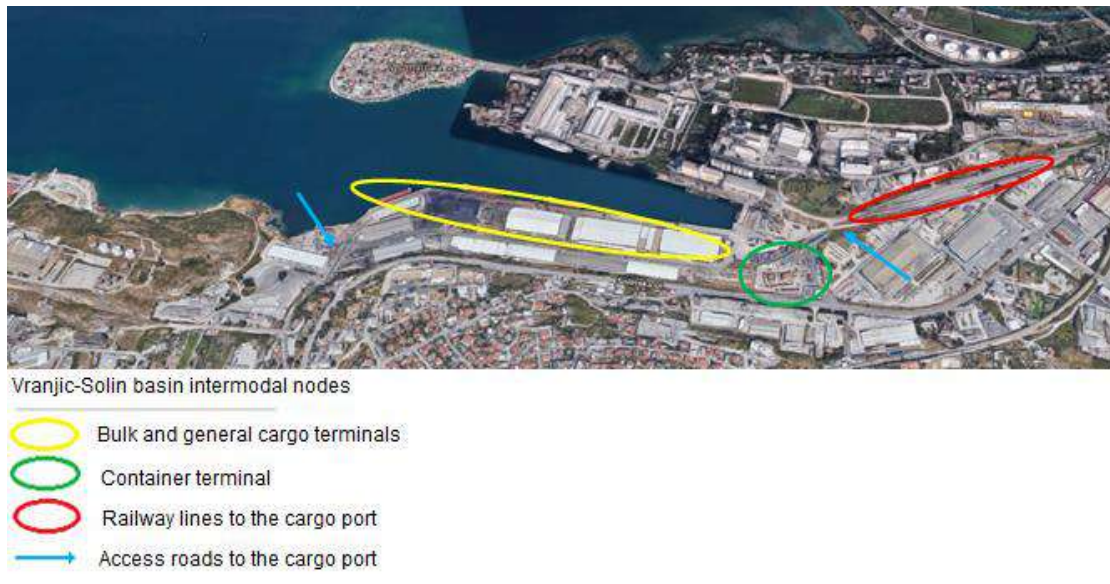 Vranjic-Solin basin intermodal nodes
Bulk and general cargo terminals
Container terminal
Railway lines to the cargo port
Access roads to the cargo port